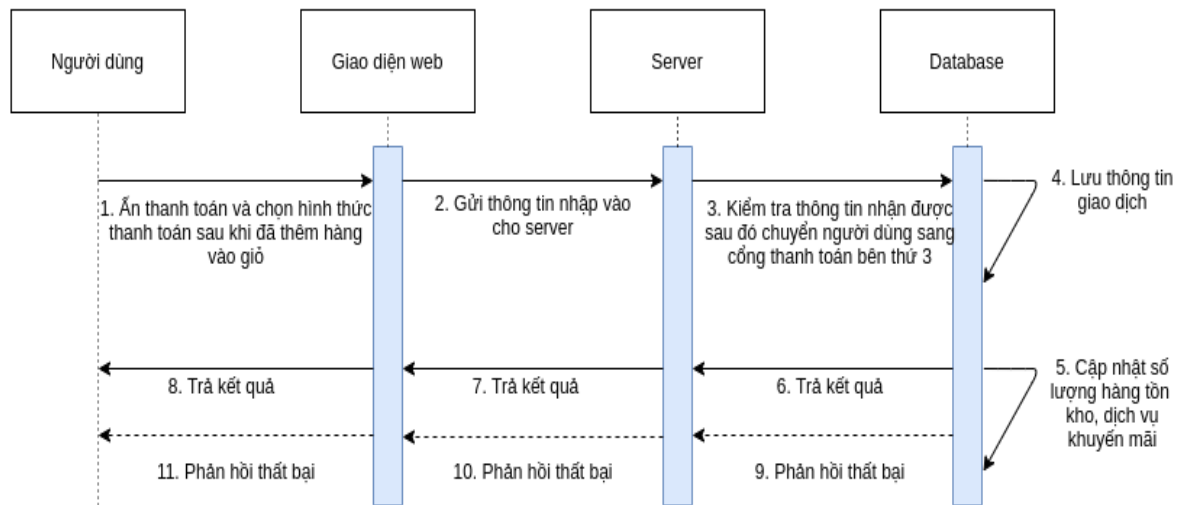 Người dùng
Giao diện web
Server
Database
1. Ấn thanh toán và chọn hình thức
thanh toán sau khi đã thêm hàng
vào giỏ
2. Gửi thông tin nhập vào
cho server
3. Kiểm tra thông tin nhận được
sau đó chuyển người dùng sang
cổng thanh toán bên thứ 3
4. Lưu thông tin
giao dịch
8. Trả kết quả
7. Trả kết quả
6. Trả kết quả
5. Cập nhật số
lượng hàng tồn
kho, dịch vụ
khuyến mãi
11. Phản hồi thất bại
10. Phản hồi thất bại
9. Phản hồi thất bại